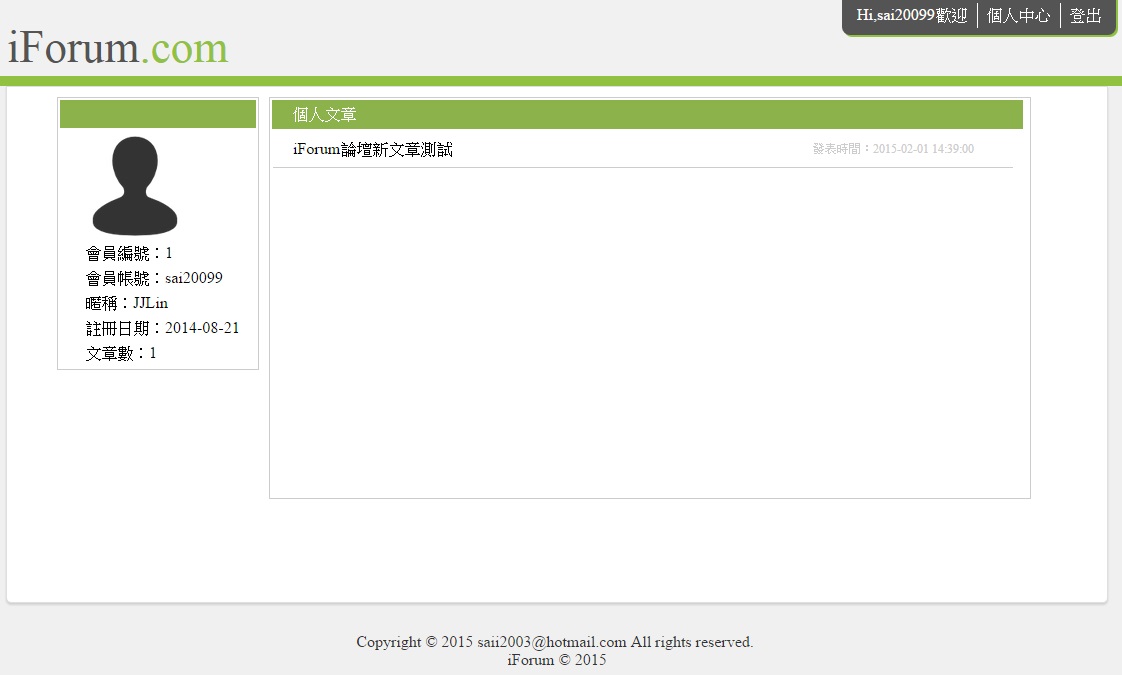 Hi,sai20099歡迎 個人中心 登出
iForum.com
個人文章
iForum論壇新文章測試 發表時間：2015-02-01 14:39:00
會員編號：1
會員帳號：sai20099
暱稱：JJLin
註冊日期：2014-08-21
文章數：1
Copyright © 2015 saii2003@hotmail.com All rights reserved.
iForum © 2015